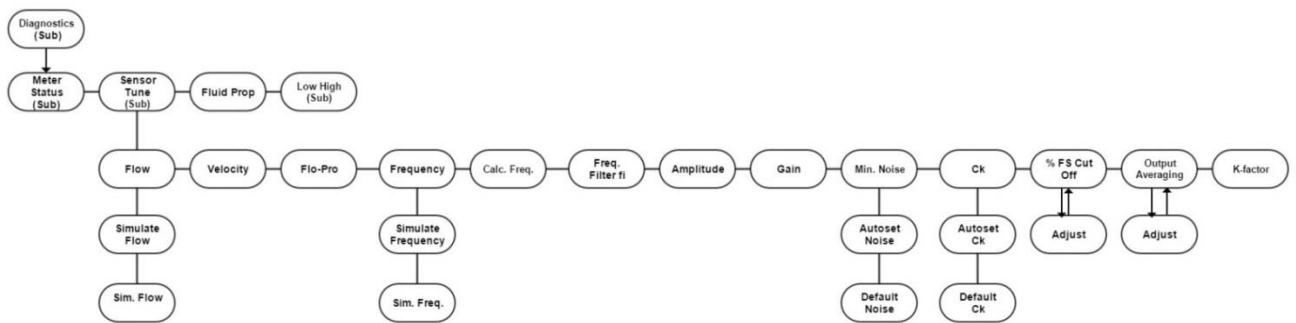 Diagnostics
(Sub)
Meter
Status
(Sub)
Sensor
Tune
(Sub)
Fluid Prop
Low High
(Sub)
Flow
Velocity
Flo-Pro
Frequency
Calc. Freq.
Freq.
Filter fi
Amplitude
Gain
Min. Noise
Ck
% FS Cut
Off
Output
Averaging
K-factor
Simulate
Flow
Simulate
Frequency
Autoset
Noise
Autoset
Ck
Adjust
Adjust
Sim. Flow
Sim. Freq.
Default
Noise
Default
Ck